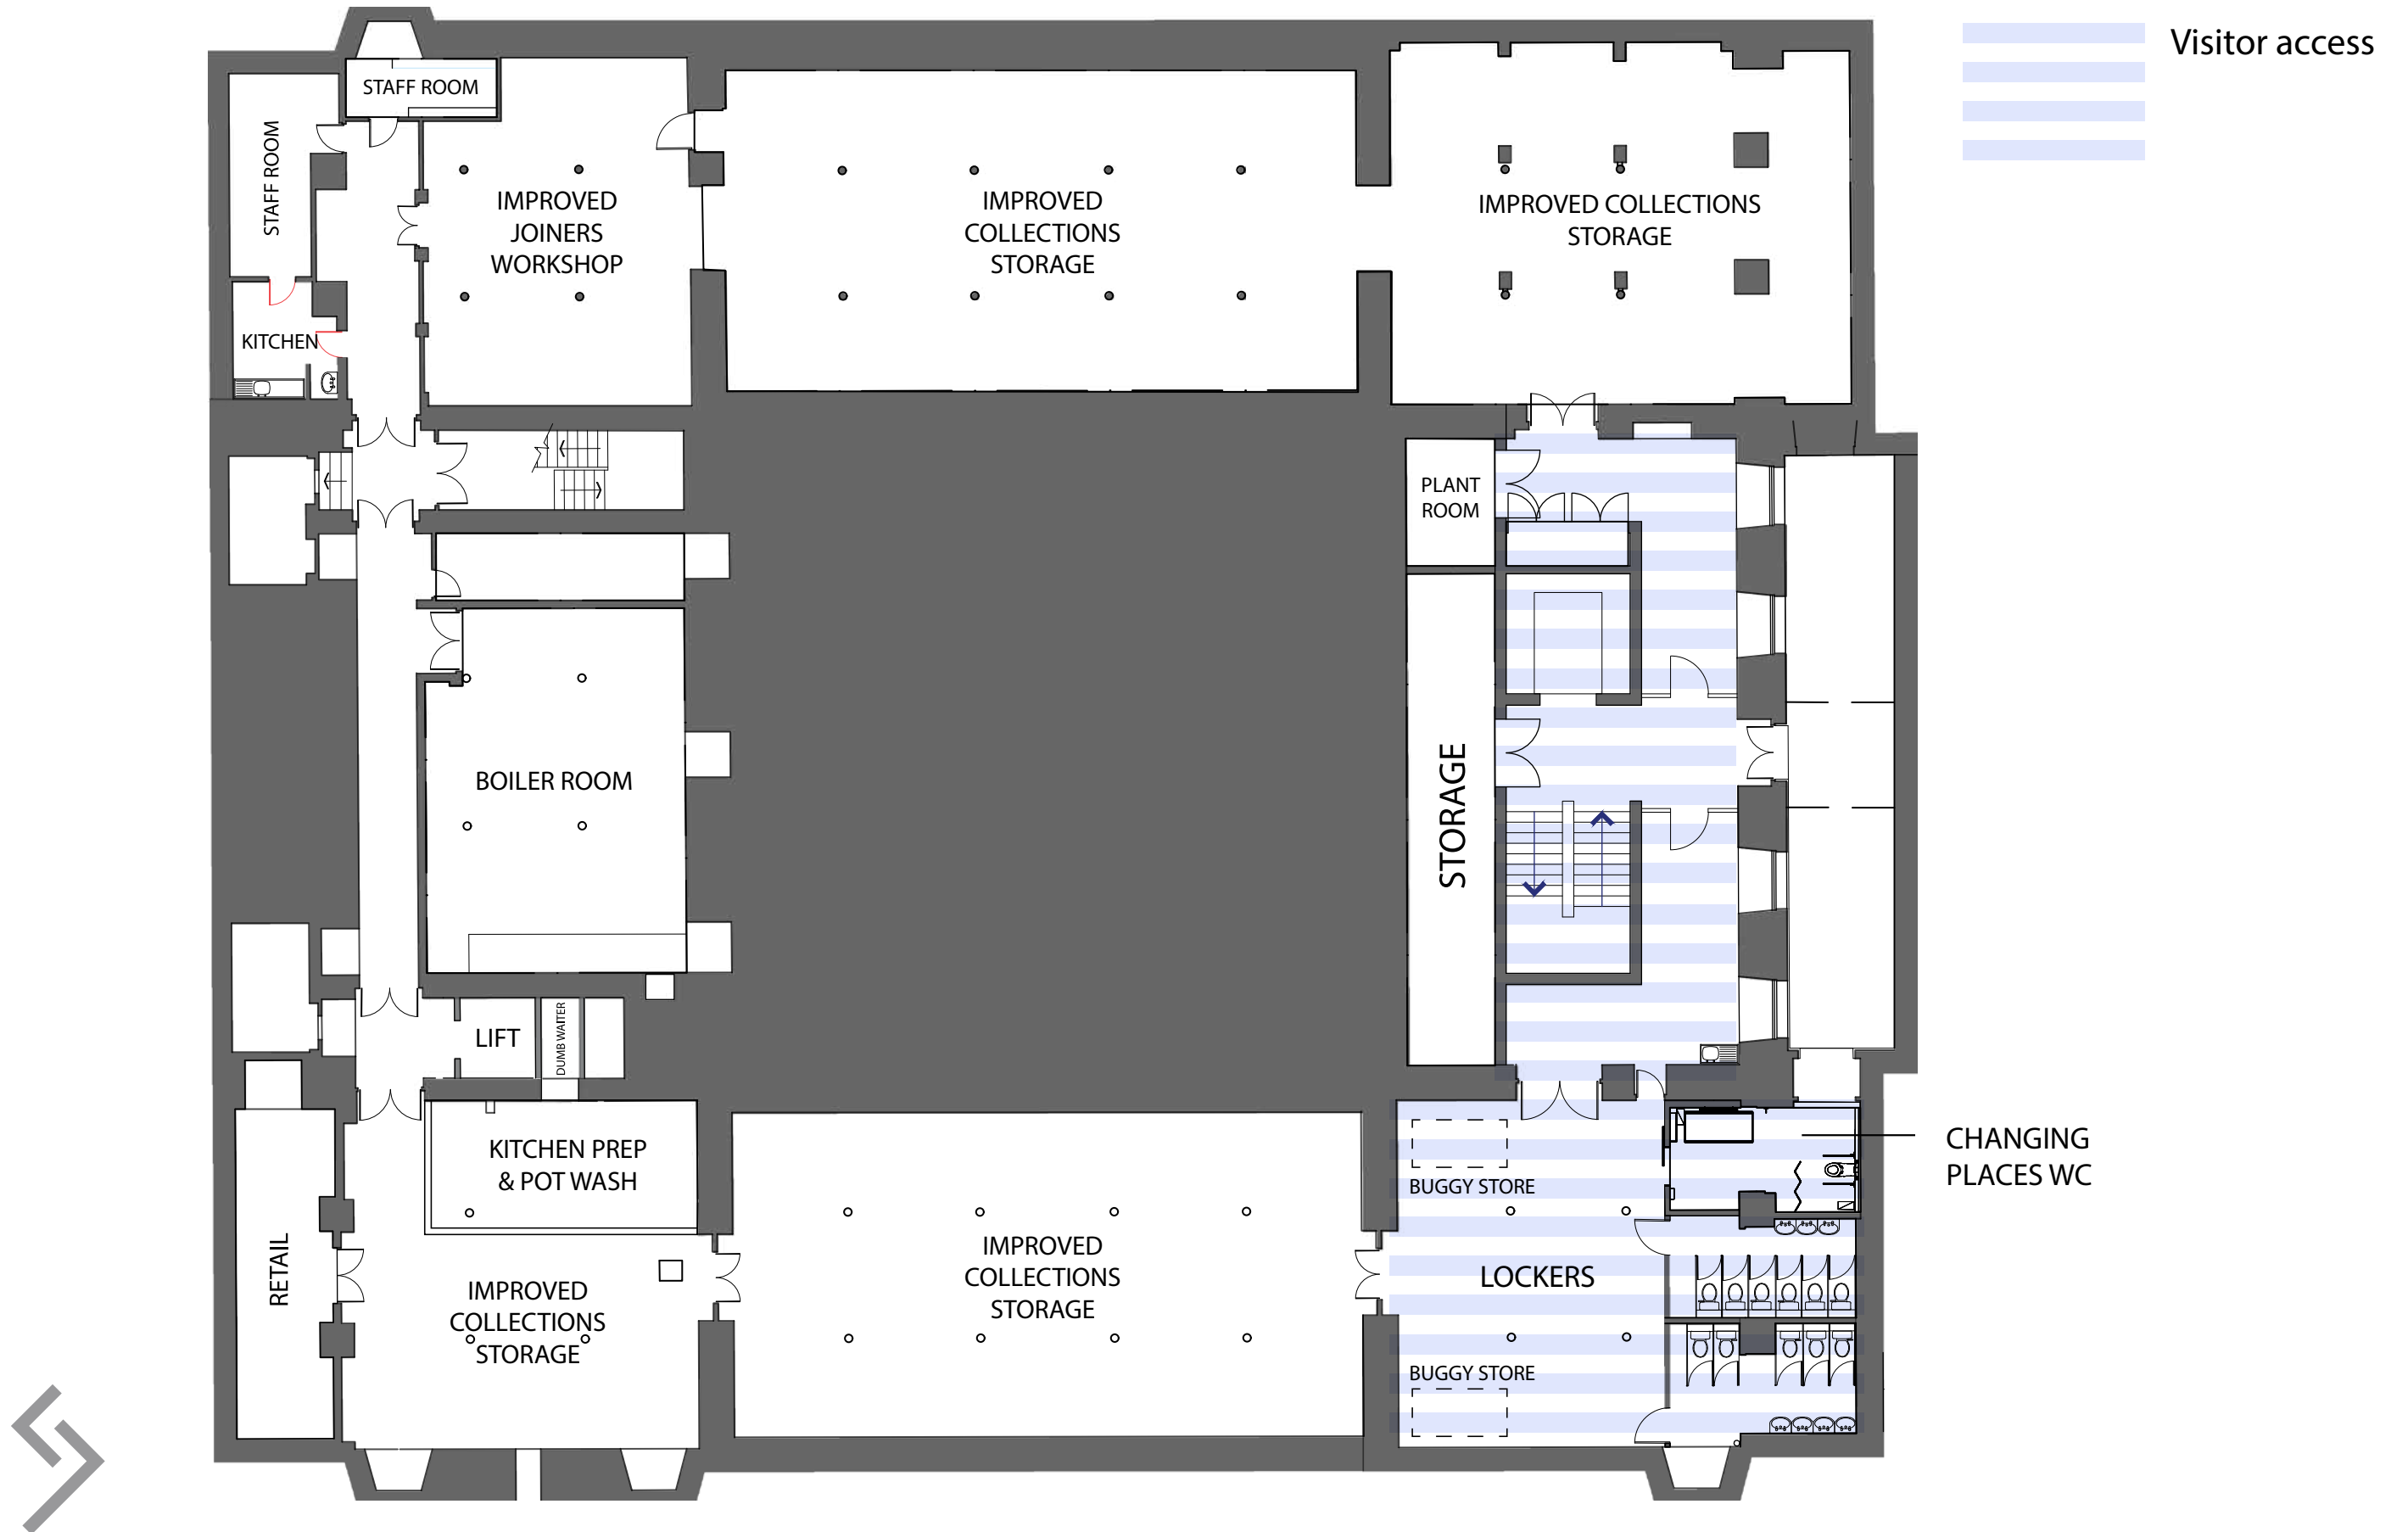 Visitor access
STAFF ROOM
STAFF ROOM
IMPROVED
JOINERS
WORKSHOP
IMPROVED
COLLECTIONS
STORAGE
IMPROVED COLLECTIONS
STORAGE
KITCHEN
PLANT
ROOM
BOILER ROOM
STORAGE
LIFT
DUMB WAITER
KITCHEN PREP
& POT WASH
CHANGING
PLACES WC
BUGGY STORE
RETAIL
IMPROVED
COLLECTIONS
STORAGE
IMPROVED
COLLECTIONS
STORAGE
LOCKERS
BUGGY STORE